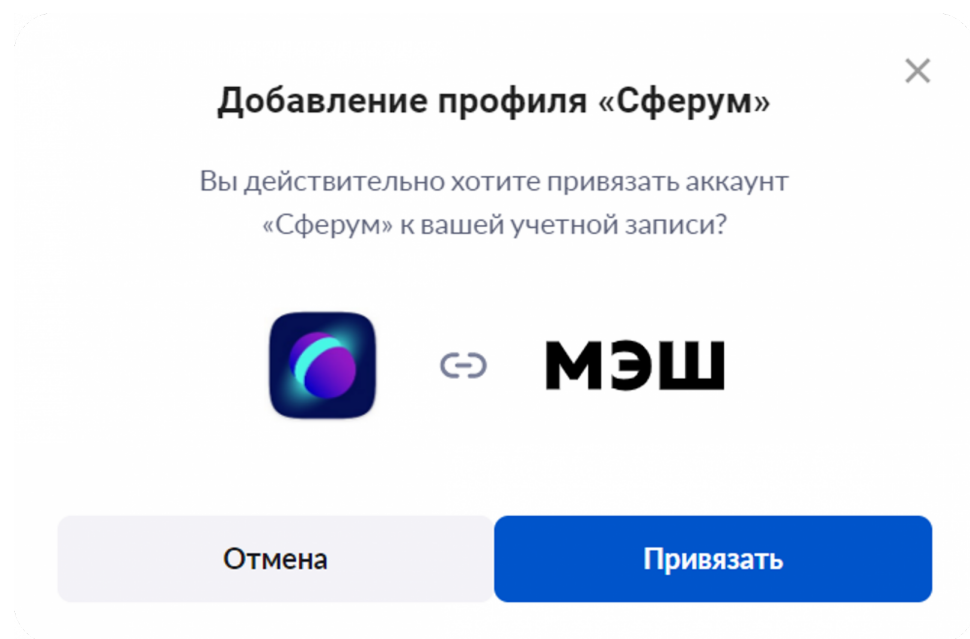 Добавление профиля «Сферум»
Вы действительно хотите привязать аккаунт
«Сферум» к вашей учетной записи?
МЭШ
Отмена
Привязать